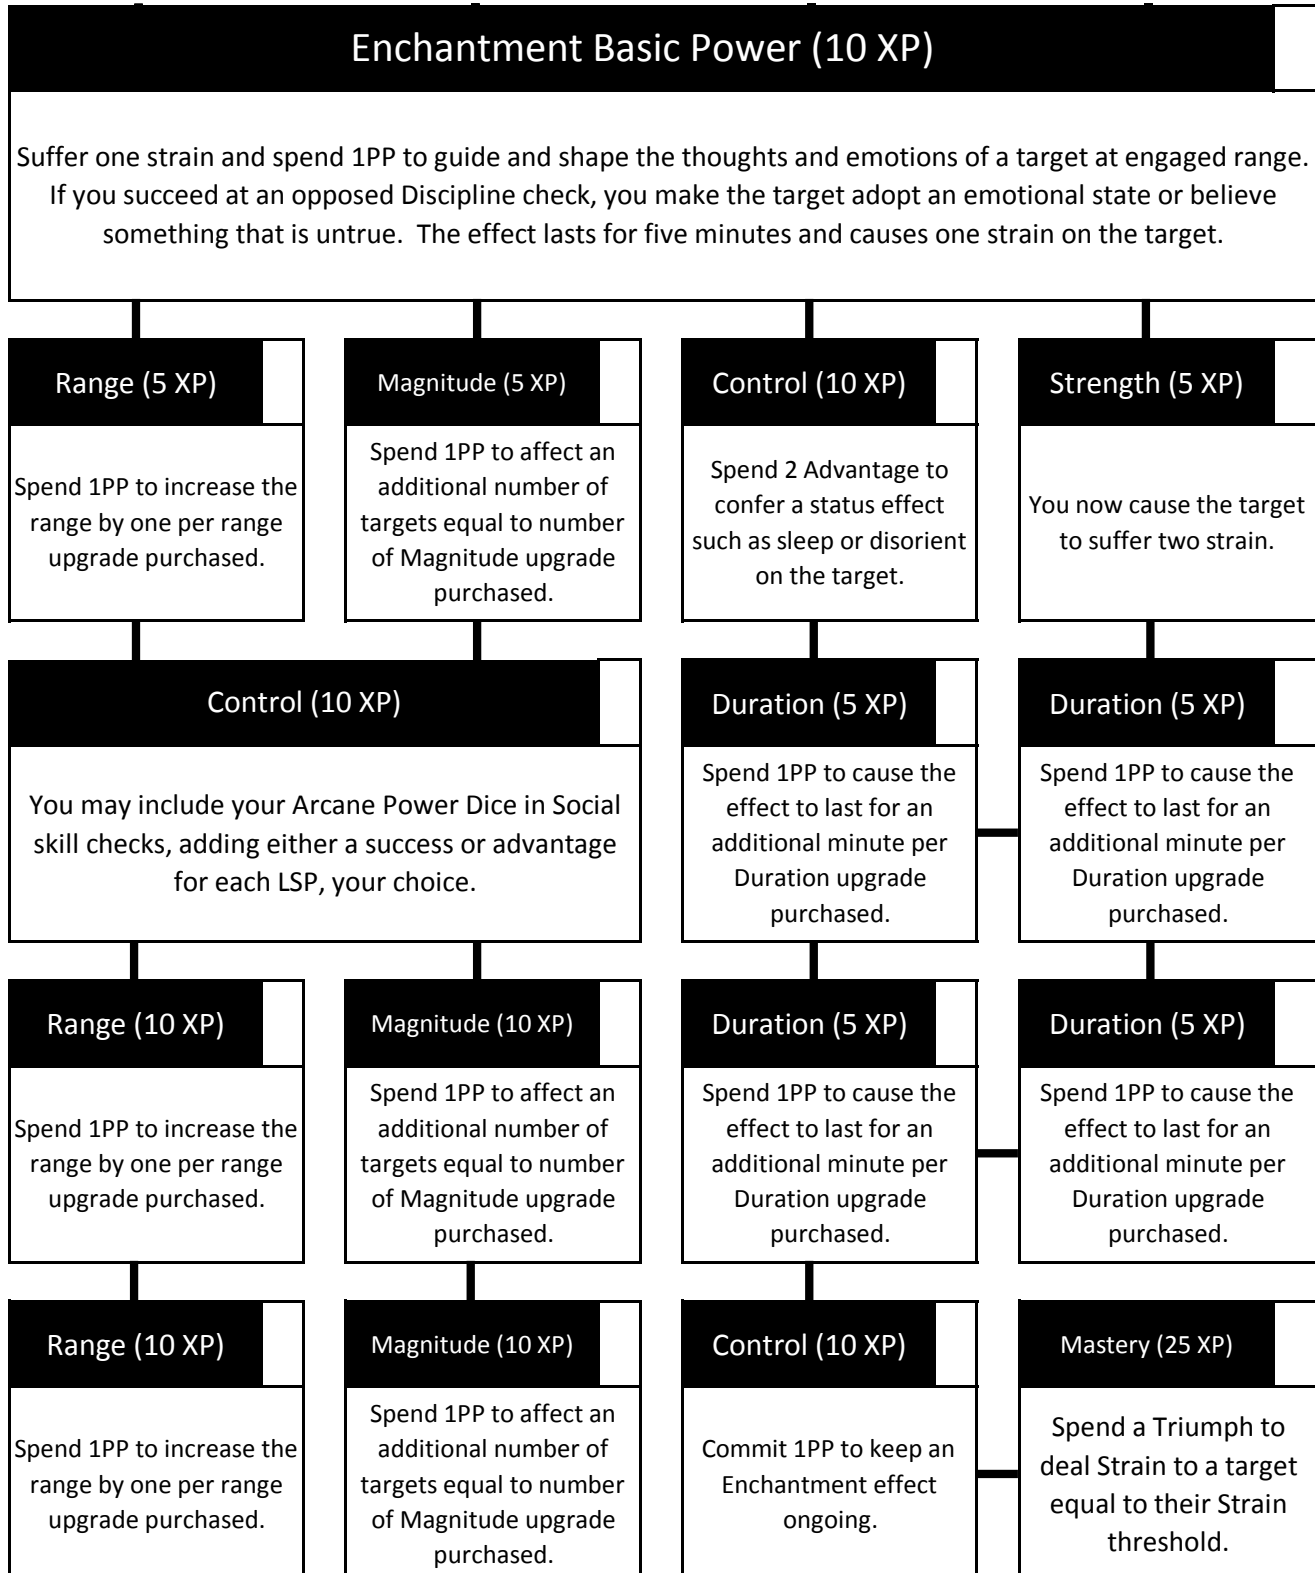 Enchantment Basic Power (10 XP)
Suffer one strain and spend 1PP to guide and shape the thoughts and emotions of a target at engaged range.
If you succeed at an opposed Discipline check, you make the target adopt an emotional state or believe
something that is untrue.  The effect lasts for five minutes and causes one strain on the target.
Range (5 XP)
Spend 1PP to increase the
range by one per range
upgrade purchased.
Magnitude (5 XP)
Spend 1PP to affect an
additional number of
targets equal to number
of Magnitude upgrade
purchased.
Control (10 XP)
Spend 2 Advantage to
confer a status effect
such as sleep or disorient
on the target.
Strength (5 XP)
You now cause the target
to suffer two strain.
Control (10 XP)
You may include your Arcane Power Dice in Social
skill checks, adding either a success or advantage
for each LSP, your choice.
Duration (5 XP)
Spend 1PP to cause the
effect to last for an
additional minute per
Duration upgrade
purchased.
Duration (5 XP)
Spend 1PP to cause the
effect to last for an
additional minute per
Duration upgrade
purchased.
Range (10 XP)
Spend 1PP to increase the
range by one per range
upgrade purchased.
Magnitude (10 XP)
Spend 1PP to affect an
additional number of
targets equal to number
of Magnitude upgrade
purchased.
Duration (5 XP)
Spend 1PP to cause the
effect to last for an
additional minute per
Duration upgrade
purchased.
Duration (5 XP)
Spend 1PP to cause the
effect to last for an
additional minute per
Duration upgrade
purchased.
Range (10 XP)
Spend 1PP to increase the
range by one per range
upgrade purchased.
Magnitude (10 XP)
Spend 1PP to affect an
additional number of
targets equal to number
of Magnitude upgrade
purchased.
Control (10 XP)
Commit 1PP to keep an
Enchantment effect
ongoing.
Mastery (25 XP)
Spend a Triumph to
deal Strain to a target
equal to their Strain
threshold.